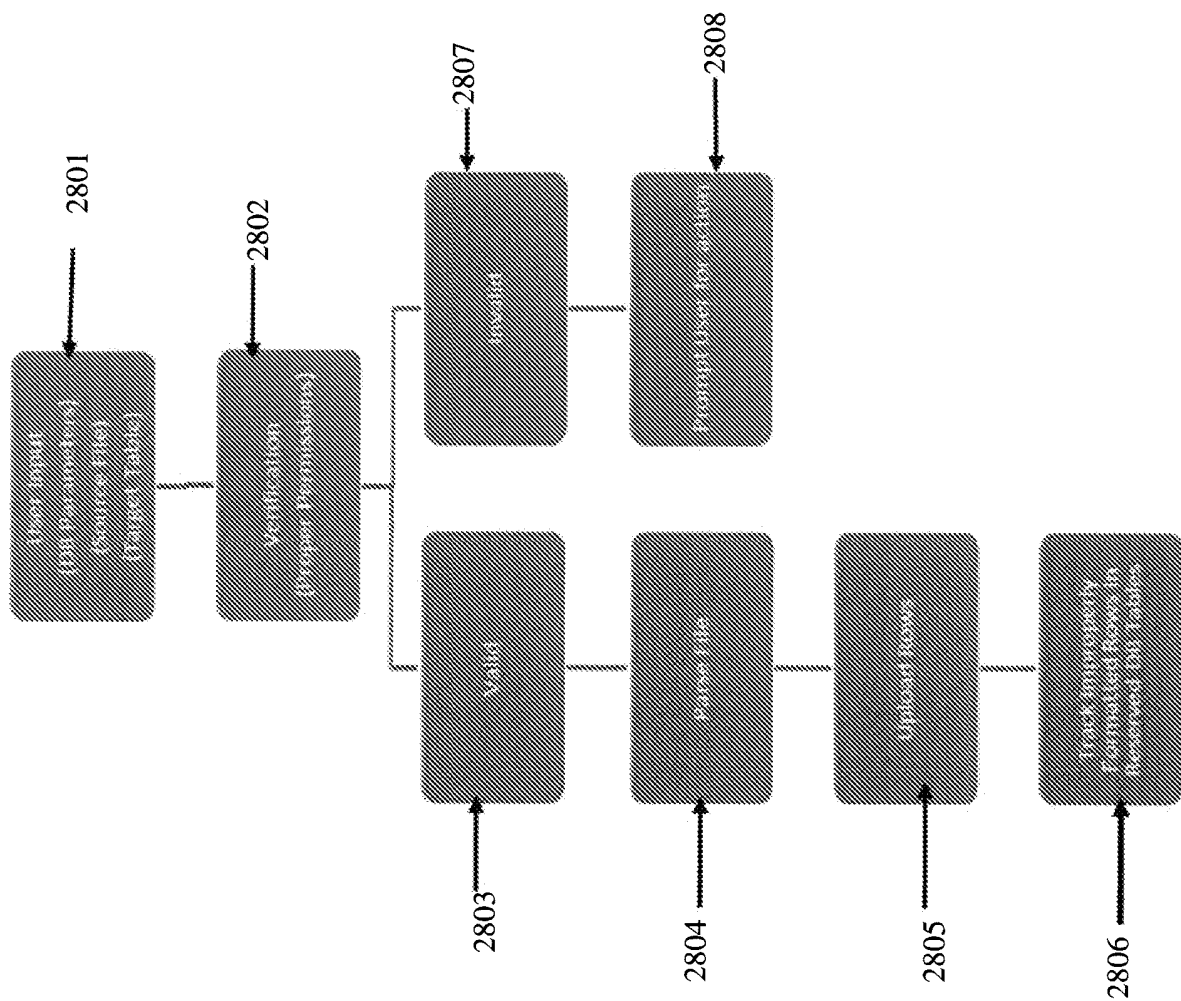 2801
User Input
(DB Parameters)
(Source File)
(Target Table)
2802
Verification
(Proper Permissions)
2807
Invalid
2808
Prompt User for action
2803
Valid
2804
Parse File
2805
Upload Rows
2806
Track Improperly
Formatted Rows in
Reserved DB Tables